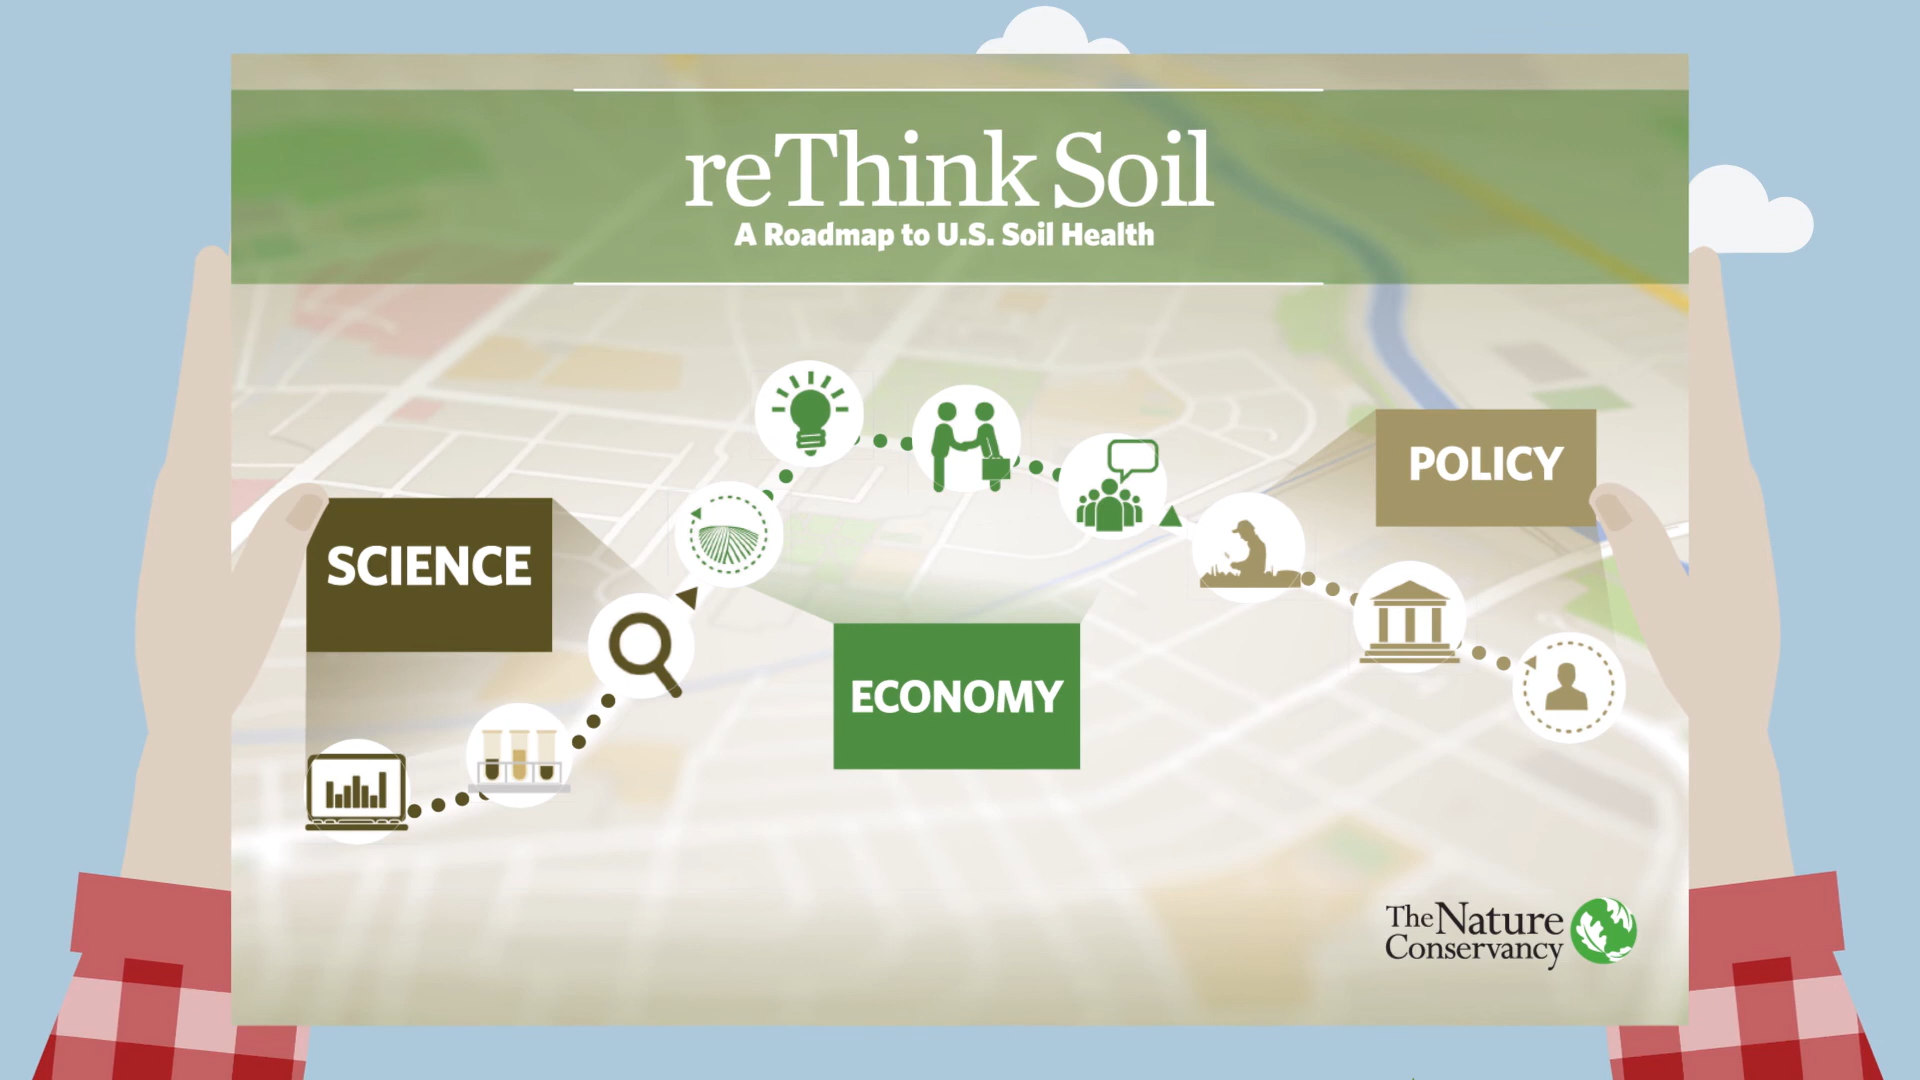 reThink Soil
A Roadmap to U.S. Soil Health
SCIENCE
ECONOMY
POLICY
The Nature
Conservancy